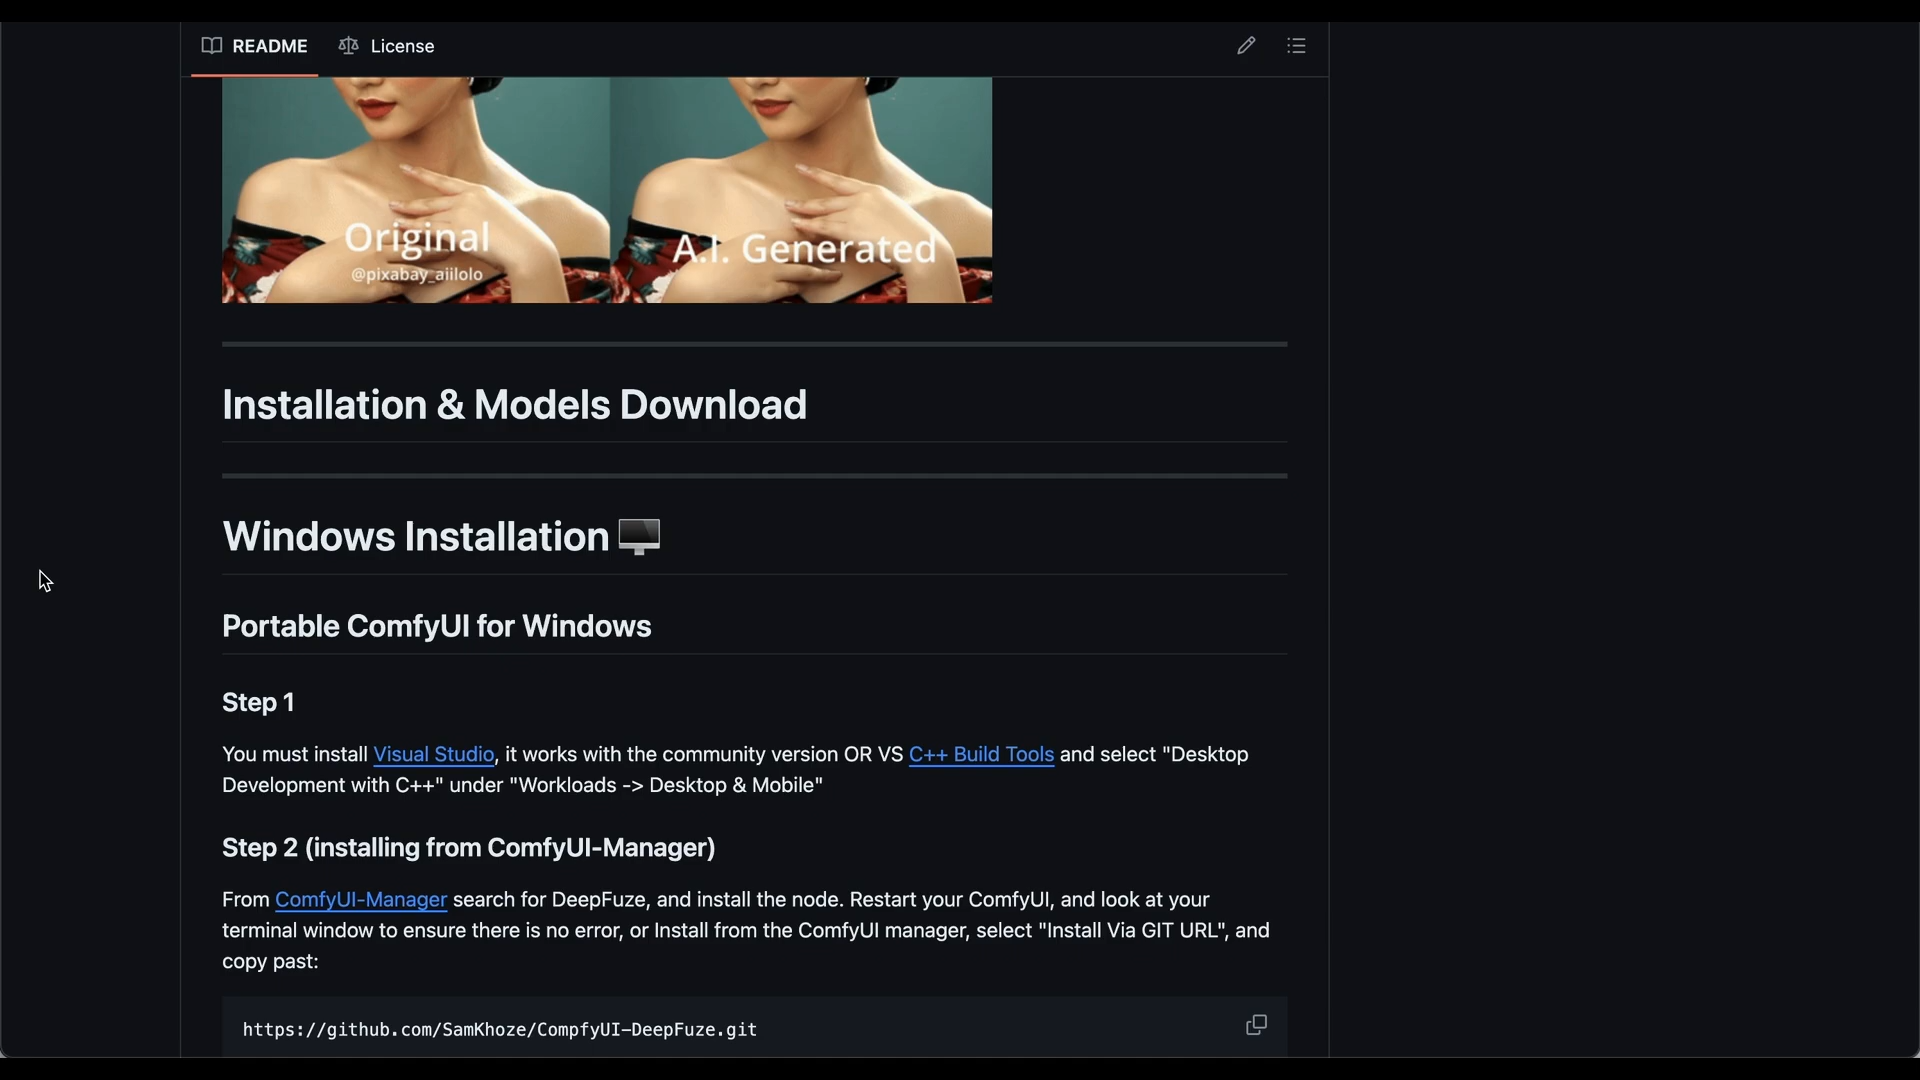 README
License
Original
@pixabay_aiilolo
A.I. Generated
Installation & Models Download
Windows Installation
Portable ComfyUI for Windows
Step 1
You must install Visual Studio, it works with the community version OR VS C++ Build Tools and select "Desktop
Development with C++" under "Workloads -> Desktop & Mobile"
Step 2 (installing from ComfyUI-Manager)
From ComfyUI-Manager search for DeepFuze, and install the node. Restart your ComfyUI, and look at your
terminal window to ensure there is no error, or Install from the ComfyUI manager, select "Install Via GIT URL", and
copy past:
https://github.com/SamKhoze/CompfyUI-DeepFuze.git